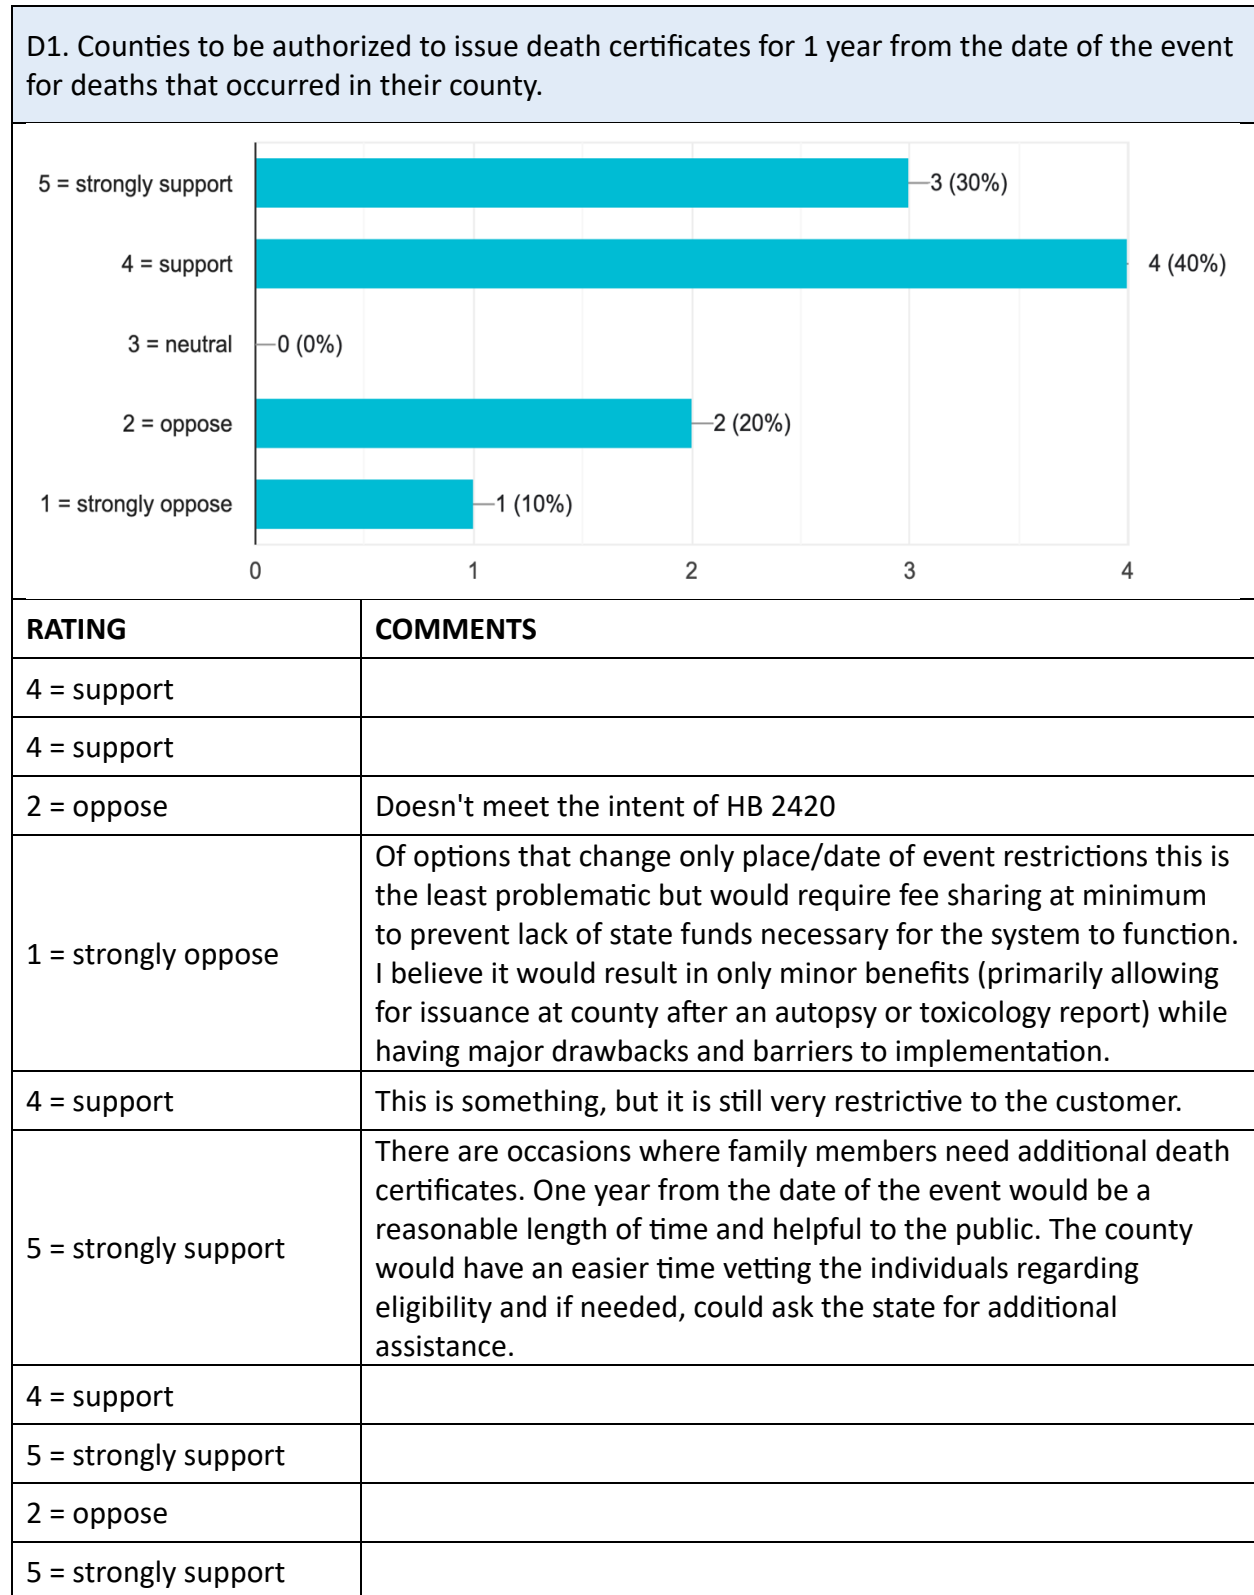 D1. Counties to be authorized to issue death certificates for 1 year from the date of the event
for deaths that occurred in their county.
5 = strongly support 3 (30%)
4 = support 4 (40%)
3 = neutral 0 (0%)
2 = oppose 2 (20%)
1 = strongly oppose 1 (10%)
0 1 2 3 4
RATING COMMENTS
4 = support
4 = support
2 = oppose Doesn't meet the intent of HB 2420
Of options that change only place/date of event restrictions this is
the least problematic but would require fee sharing at minimum
to prevent lack of state funds necessary for the system to function.
1 = strongly oppose
I believe it would result in only minor benefits (primarily allowing
for issuance at county after an autopsy or toxicology report) while
having major drawbacks and barriers to implementation.
4 = support This is something, but it is still very restrictive to the customer.
There are occasions where family members need additional death
certificates. One year from the date of the event would be a
reasonable length of time and helpful to the public. The county
5 = strongly support
would have an easier time vetting the individuals regarding
eligibility and if needed, could ask the state for additional
assistance.
4 = support
5 = strongly support
2 = oppose
5 = strongly support